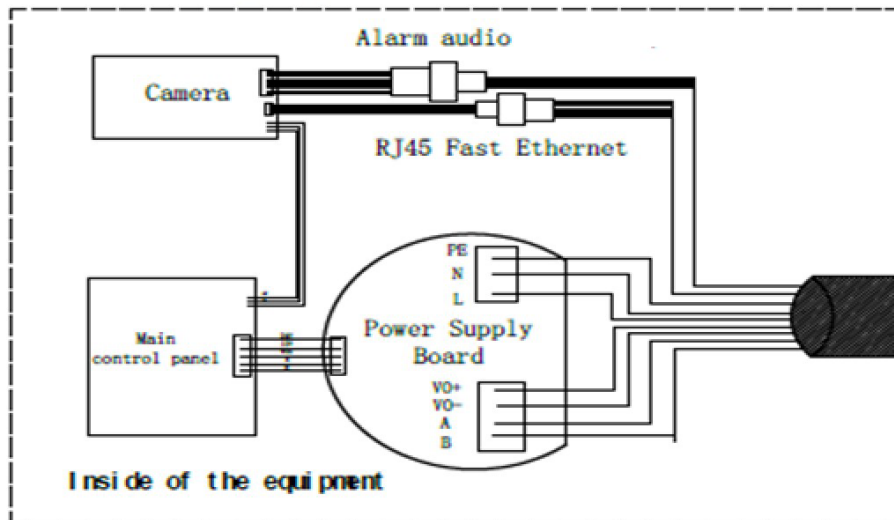 Alarm audio
Camera
RJ45 Fast Ethernet
PE
N
L
Power Supply
Board
Main
control panel
VO+
VO-
A
B
Inside of the equipment